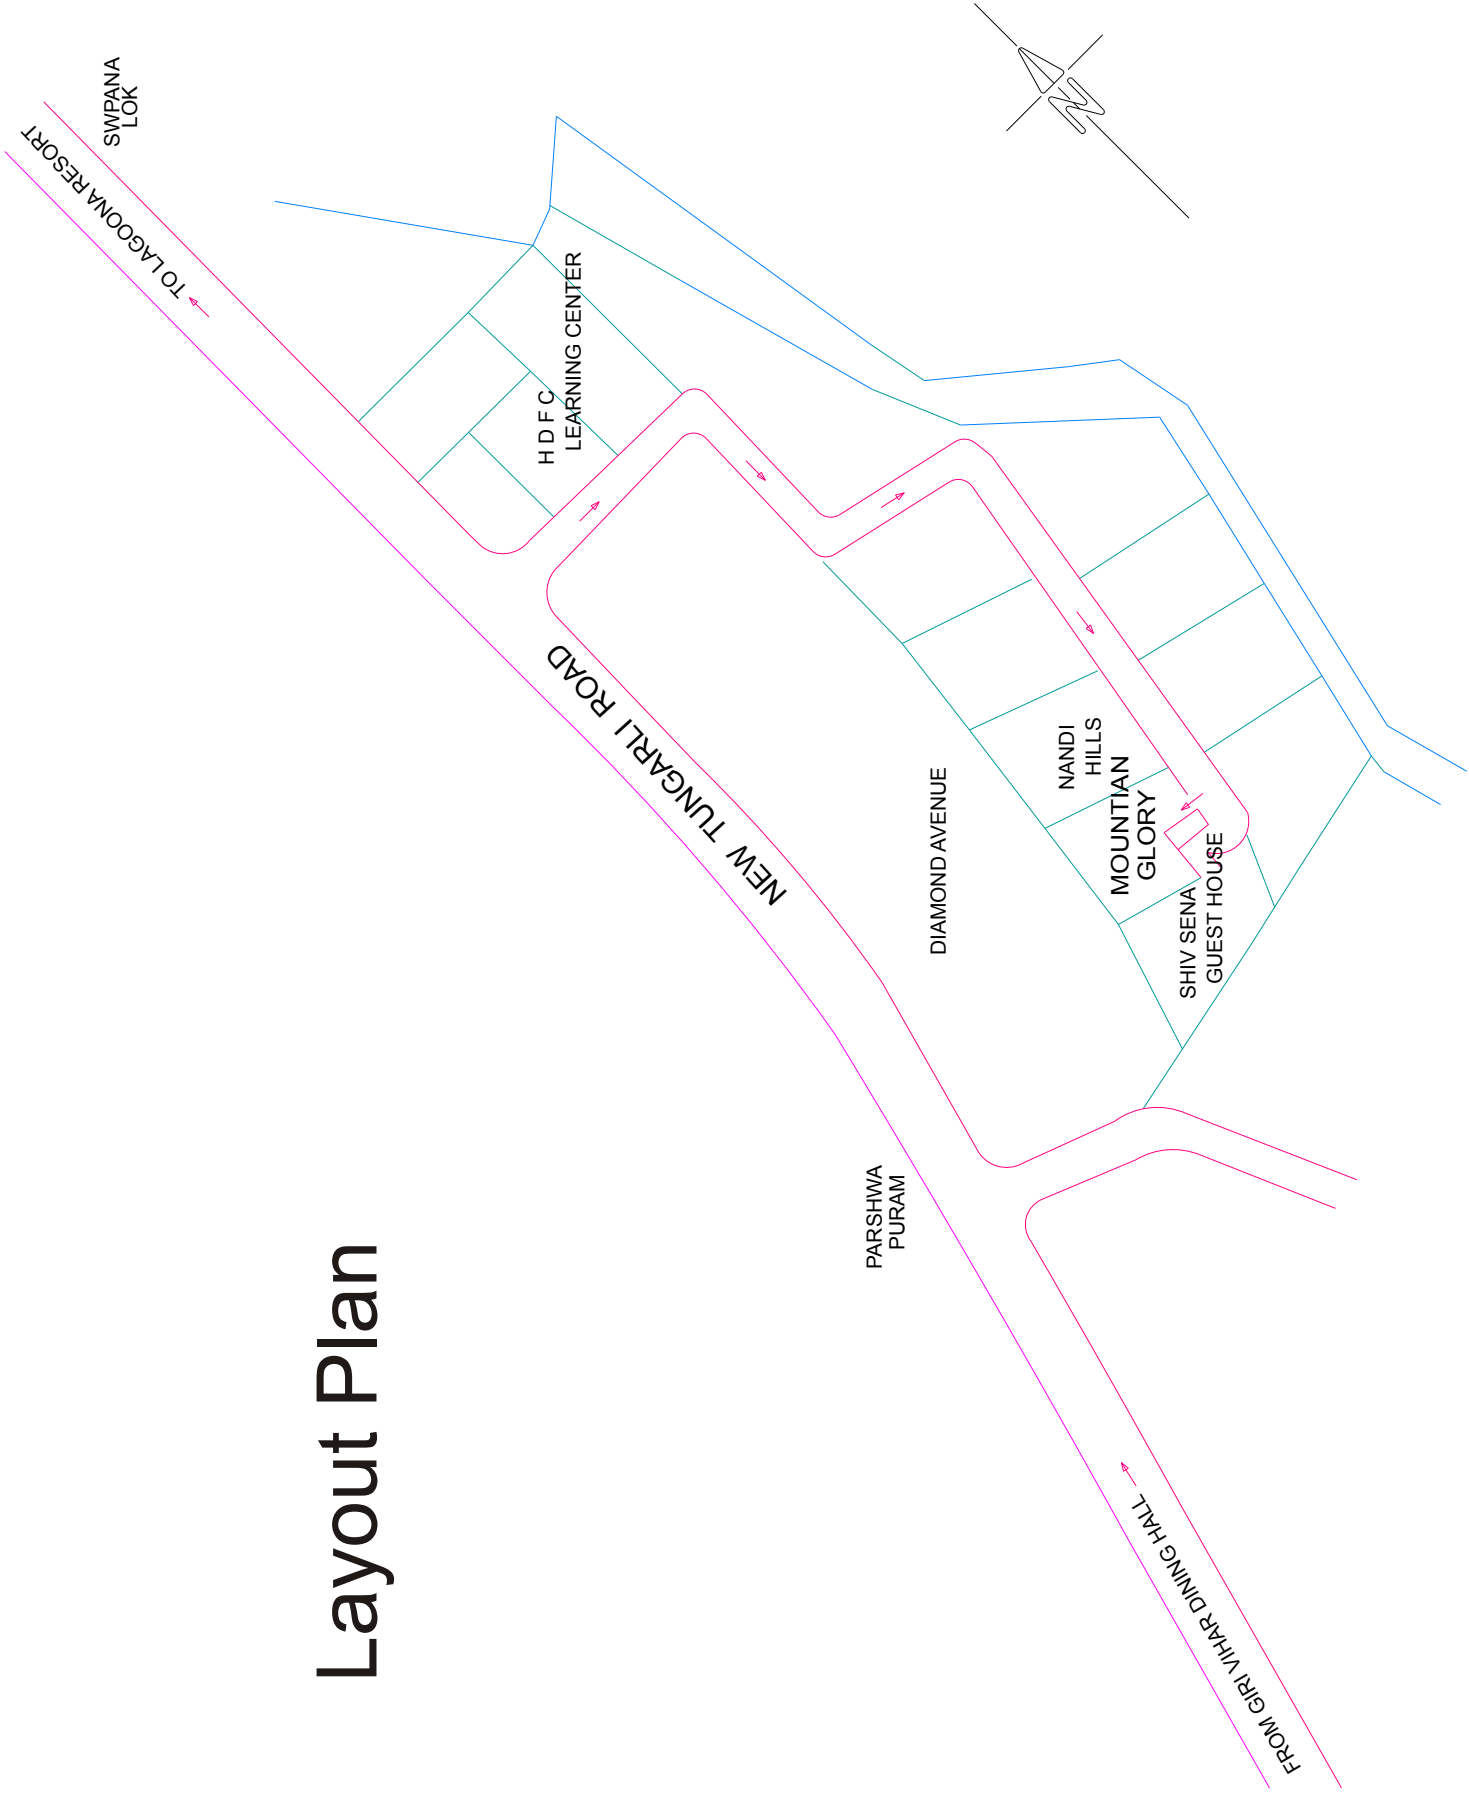 Layout Plan
SWPANA
LOK
TO LAGOONA RESORT
H D F C
LEARNING CENTER
NEW TUNGARLI ROAD
DIAMOND AVENUE
NANDI
HILLS
MOUNTIAN
GLORY
SHIV SENA
GUEST HOUSE
PARSHWA
PURAM
FROM GIRI VIHAR DINING HALL
N